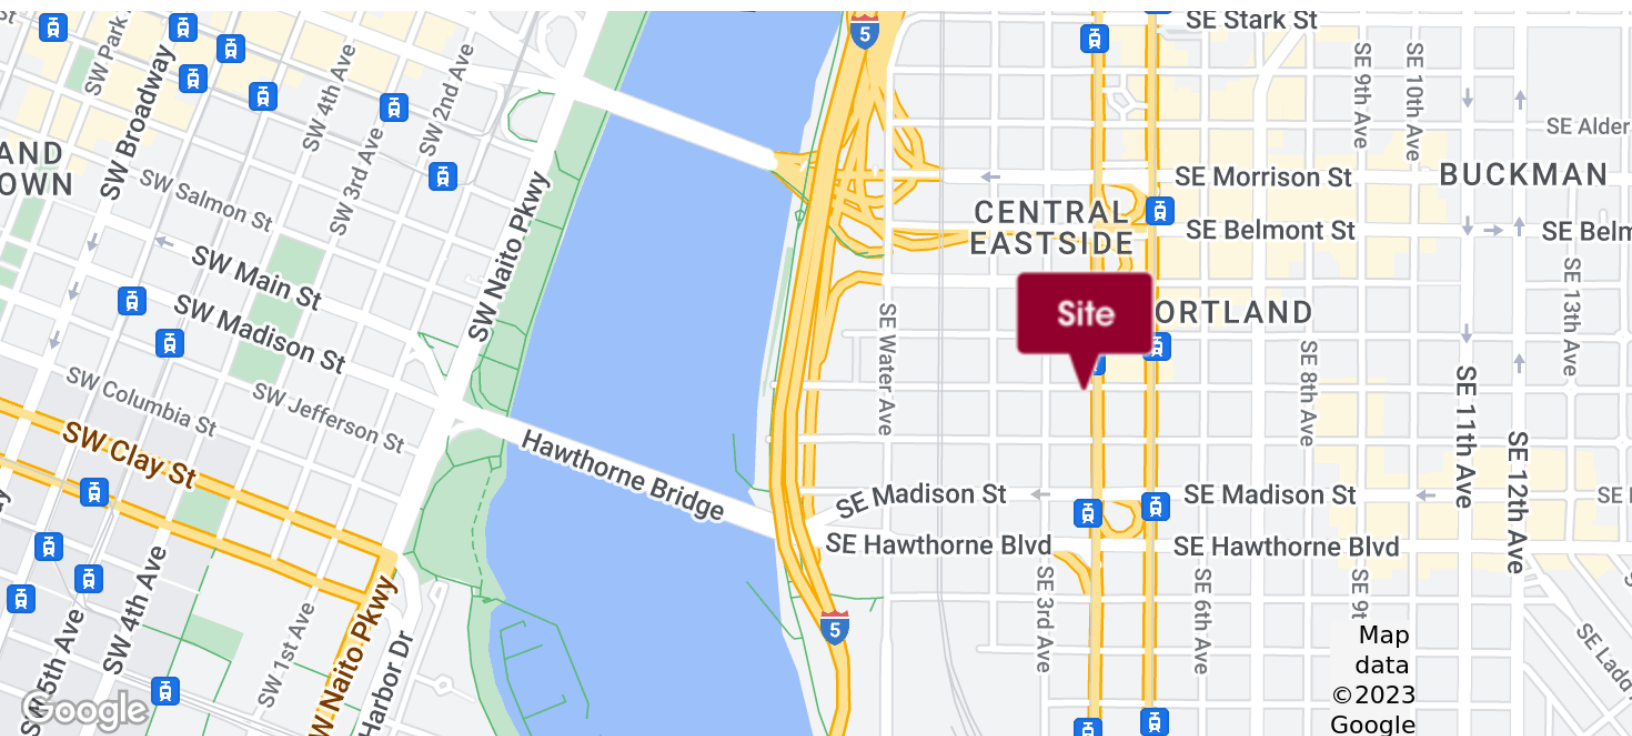 SE Stark St
SW Park
SW Broadway
SW 4th Ave
SW 2nd Ave
5
SE 9th Ave
SE 10th Ave
SE Alder
AND
OWN
SW 3rd Ave
SW Salmon St
SE Morrison St
BUCKMAN
CENTRAL
EASTSIDE
SE Belmont St
SE Belm
SW Naito Pkwy
SW Main St
SW Madison St
SE Water Ave
Site
ORTLAND
SE 13th Ave
SE 8th Ave
SW Columbia St
SW Jefferson St
SE 11th Ave
SE 12th Ave
SW Clay St
Hawthorne Bridge
SE Madison St
SE Madison St
SE Hawthorne Blvd
SE Hawthorne Blvd
SW 4th Ave
SW 5th Ave
SW 1st Ave
SW Naito Pkwy
Harbor Dr
5
SE 3rd Ave
SE 6th Ave
SE 9t
SE Ladd
Map
data
©2023
Google
Google